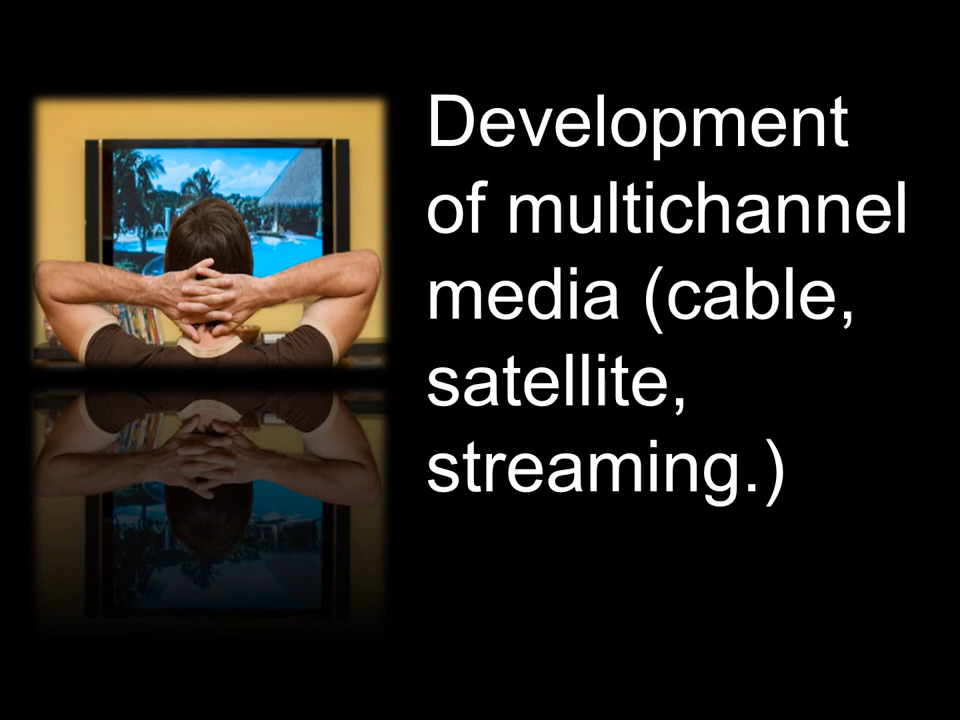 Development
of multichannel
media (cable,
satellite,
streaming.)